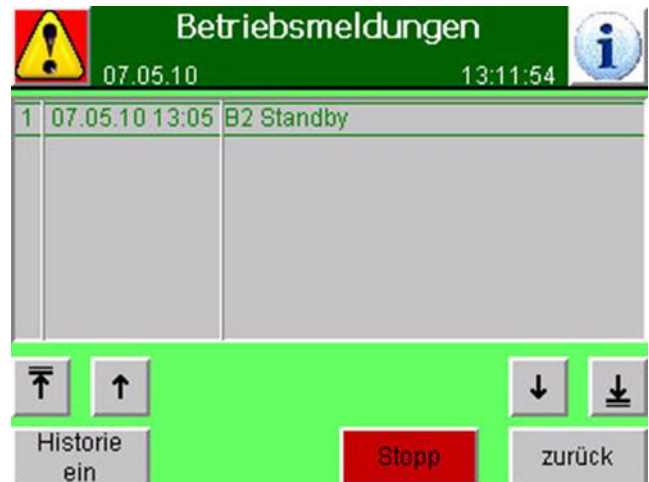 Betriebsmeldungen
07.05.10 13:11:54
1 07.05.10 13:05 B2 Standby
Historie
ein
Stopp
zurück